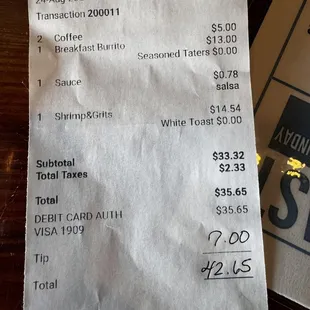 Transaction 200011
2 Coffee $5.00
1 Breakfast Burrito $13.00
Seasoned Taters $0.00
1 Sauce $0.78
salsa
1 Shrimp&Grits $14.54
White Toast $0.00
Subtotal $33.32
Total Taxes $2.33
Total $35.65
DEBIT CARD AUTH $35.65
VISA 1909
Tip 7.00
Total 42.65